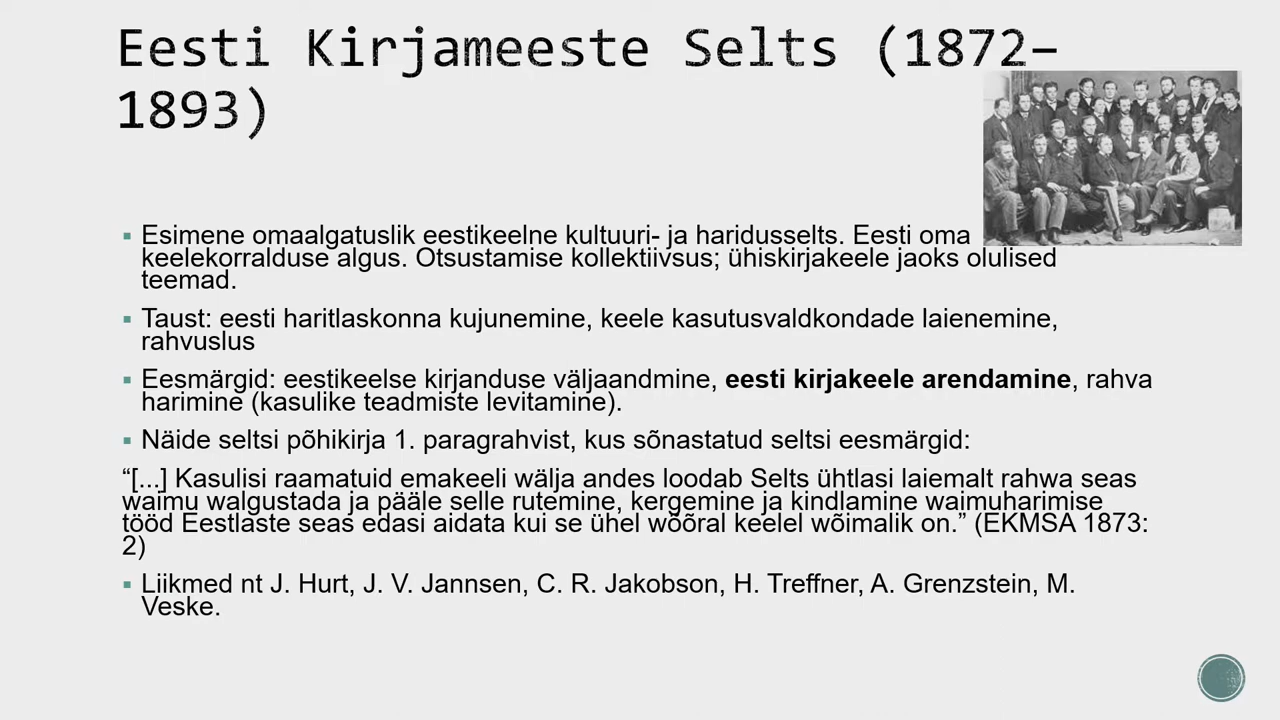 Eesti Kirjameeste Selts (1872–
1893)
▪ Esimene omaalgatuslik eestikeelne kultuuri- ja haridusselts. Eesti oma
keelekorralduse algus. Otsustamise kollektiivsus; ühiskirjakeele jaoks olulised
teemad.
▪ Taust: eesti haritlaskonna kujunemine, keele kasutusvaldkondade laienemine,
rahvuslus
▪ Eesmärgid: eestikeelse kirjanduse väljaandmine, eesti kirjakeele arendamine, rahva
harimine (kasulike teadmiste levitamine).
▪ Näide seltsi põhikirja 1. paragrahvist, kus sõnastatud seltsi eesmärgid:
“[...] Kasulisi raamatuid emakeeli wälja andes loodab Selts ühtlasi laiemalt rahwa seas
waimu walgustada ja pääle selle rutemine, kergemine ja kindlamine waimuharimise
tööd Eestlaste seas edasi aidata kui se ühel wõõral keelel wõimalik on.” (EKMSA 1873:
2)
▪ Liikmed nt J. Hurt, J. V. Jannsen, C. R. Jakobson, H. Treffner, A. Grenzstein, M.
Veske.